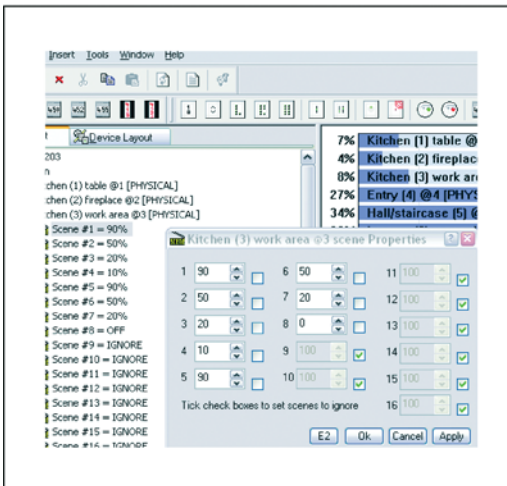 Insert Tools Window Help
Device Layout
203
chen (1) table @1 [PHYSICAL]
chen (2) fireplace @2 [PHYSICAL]
chen (3) work area @3 [PHYSICAL]
Scene #1 = 90%
Scene #2 = 50%
Scene #3 = 20%
Scene #4 = 10%
Scene #5 = 90%
Scene #6 = 50%
Scene #7 = 20%
Scene #8 = OFF
Scene #9 = IGNORE
Scene #10 = IGNORE
Scene #11 = IGNORE
Scene #12 = IGNORE
Scene #13 = IGNORE
Scene #14 = IGNORE
Scene #15 = IGNORE
Scene #16 = IGNORE
7% Kitchen (1) table @
4% Kitchen (2) fireplac
8% Kitchen (3) work ar
27% Entry (4) @4 [PHYS
34% Hall/staircase (5) @
Kitchen (3) work area @3 scene Properties
1 90 6 50 11 100
2 50 7 20 12 100
3 20 8 0 13 100
4 10 9 100 14 100
5 90 10 100 15 100
Tick check boxes to set scenes to ignore 16 100
E2 Ok Cancel Apply